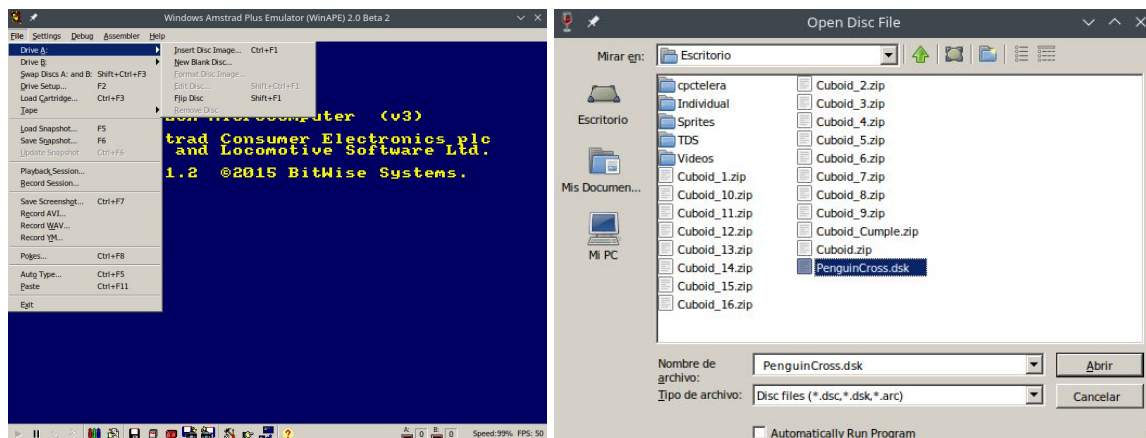 Windows Amstrad Plus Emulator (WinAPE) 2.0 Beta 2
File Settings Debug Assembler Help
Drive A:
Drive B:
Swap Discs A: and B: Shift+Ctrl+F3
Drive Setup... F2
Load Cartridge... Ctrl+F3
Tape
Load Snapshot... F5
Save Snapshot... F6
Update Snapshot Ctrl+F6
Playback Session...
Record Session...
Save Screenshot... Ctrl+F7
Record AVI...
Record WAV...
Record YM...
Pokes... Ctrl+F8
Auto Type... Ctrl+F5
Paste Ctrl+F11
Exit
Insert Disc Image... Ctrl+F1
New Blank Disc...
Format Disc Image...
Edit Disc... Shift+Ctrl+F1
Flip Disc Shift+F1
Remove Disc
(v3)
trad Consumer Electronics plc
and Locomotive Software Ltd.
1.2 ©2015 BitWise Systems.
A: 0 B: 0 Speed:99% FPS: 50
Open Disc File
Mirar en: Escritorio
Escritorio
Mis Documen...
Mi PC
cpctelera
Individual
Sprites
TDS
Videos
Cuboid_1.zip
Cuboid_10.zip
Cuboid_11.zip
Cuboid_12.zip
Cuboid_13.zip
Cuboid_14.zip
Cuboid_15.zip
Cuboid_16.zip
Cuboid_2.zip
Cuboid_3.zip
Cuboid_4.zip
Cuboid_5.zip
Cuboid_6.zip
Cuboid_7.zip
Cuboid_8.zip
Cuboid_9.zip
Cuboid_Cumple.zip
Cuboid.zip
PenguinCross.dsk
Nombre de
archivo:
PenguinCross.dsk
Abrir
Tipo de archivo: Disc files (*.dsc,*.dsk,*.arc)
Cancelar
Automatically Run Program